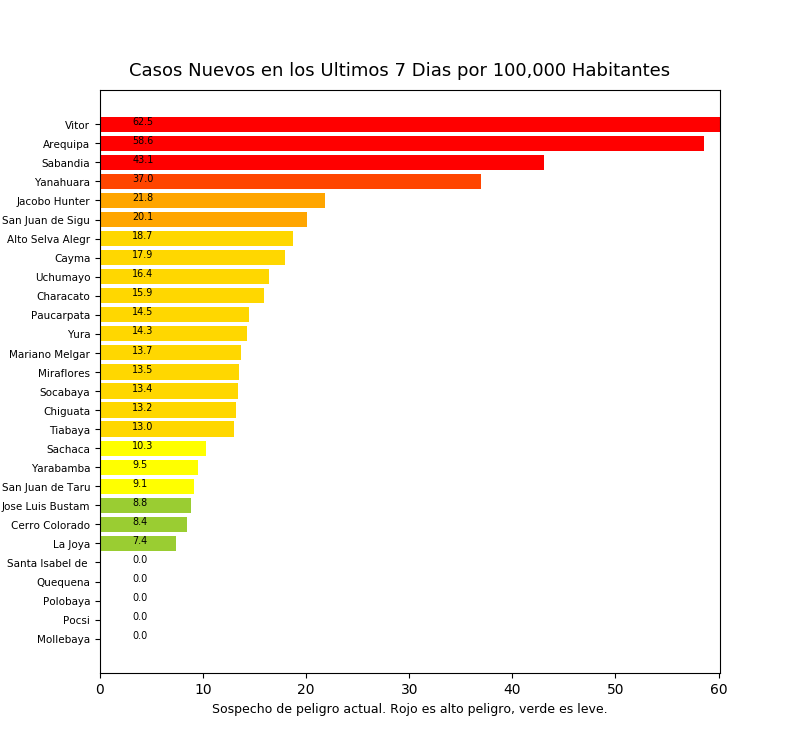 Casos Nuevos en los Ultimos 7 Dias por 100,000 Habitantes
Vitor 62.5
Arequipa 58.6
Sabandia 43.1
Yanahuara 37.0
Jacobo Hunter 21.8
San Juan de Sigu 20.1
Alto Selva Alegr 18.7
Cayma 17.9
Uchumayo 16.4
Characato 15.9
Paucarpata 14.5
Yura 14.3
Mariano Melgar 13.7
Miraflores 13.5
Socabaya 13.4
Chiguata 13.2
Tiabaya 13.0
Sachaca 10.3
Yarabamba 9.5
San Juan de Taru 9.1
Jose Luis Bustam 8.8
Cerro Colorado 8.4
La Joya 7.4
Santa Isabel de 0.0
Quequena 0.0
Polobaya 0.0
Pocsi 0.0
Mollebaya 0.0
0 10 20 30 40 50 60
Sospecho de peligro actual. Rojo es alto peligro, verde es leve.